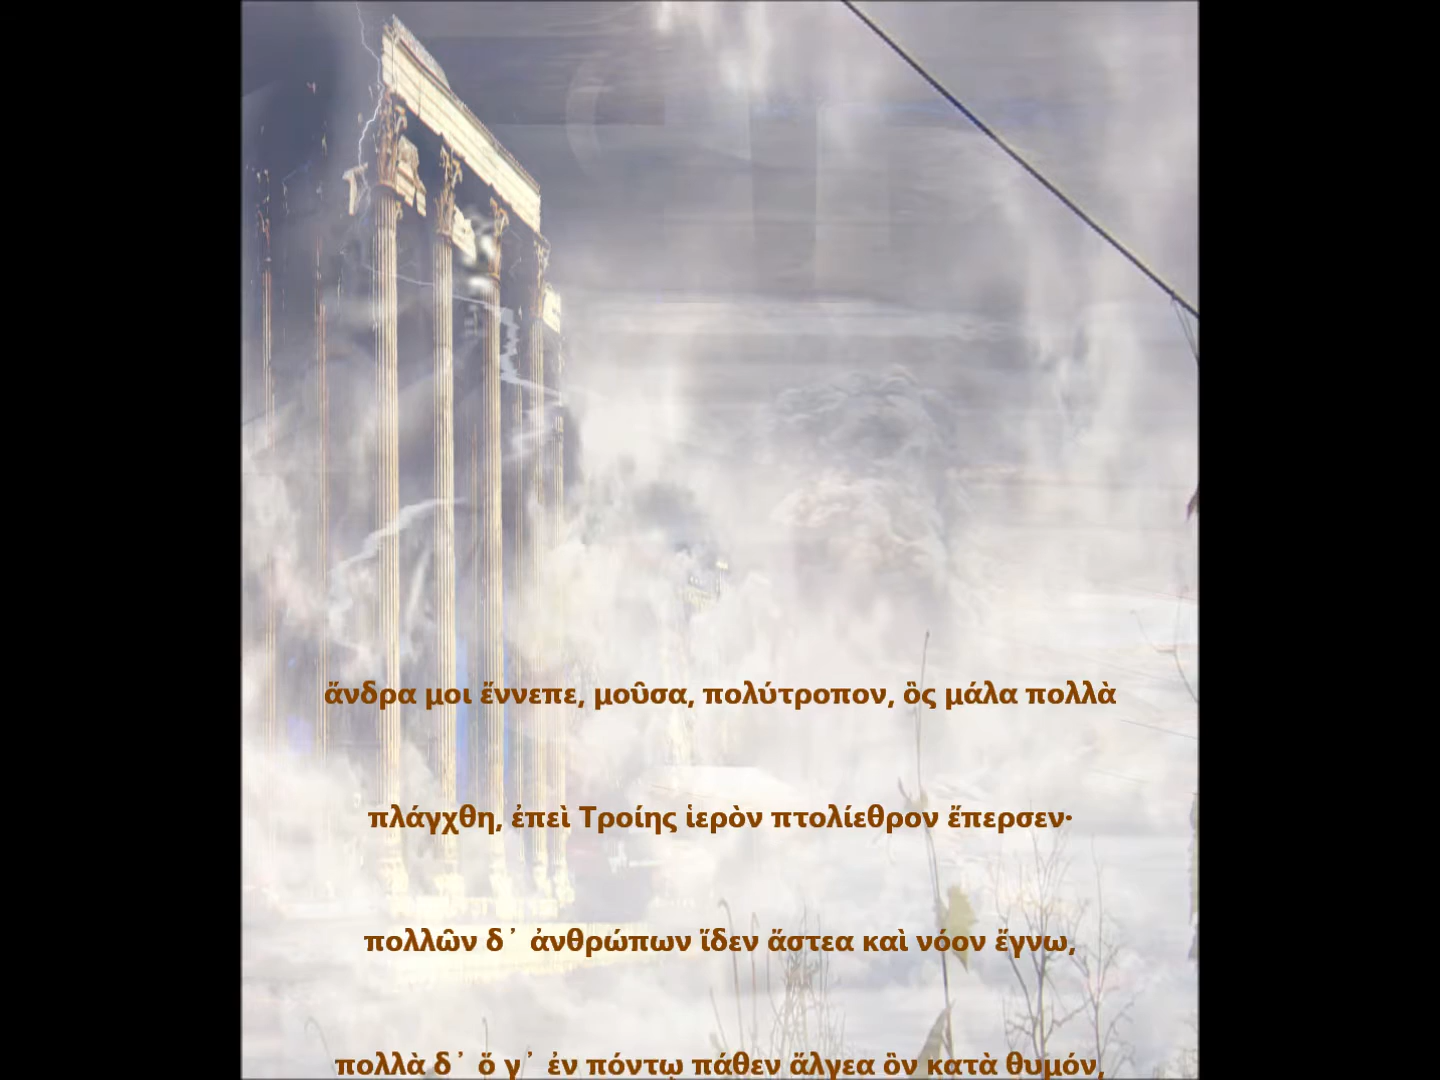 ἄνδρα μοι ἔννεπε, μοῦσα, πολύτροπον, ὃς μάλα πολλὰ
πλάγχθη, ἐπεὶ Τροίης ἱερὸν πτολίεθρον ἔπερσεν·
πολλῶν δ᾽ ἀνθρώπων ἴδεν ἄστεα καὶ νόον ἔγνω,
πολλὰ δ᾽ ὅ γ᾽ ἐν πόντῳ πάθεν ἄλγεα ὃν κατὰ θυμόν,